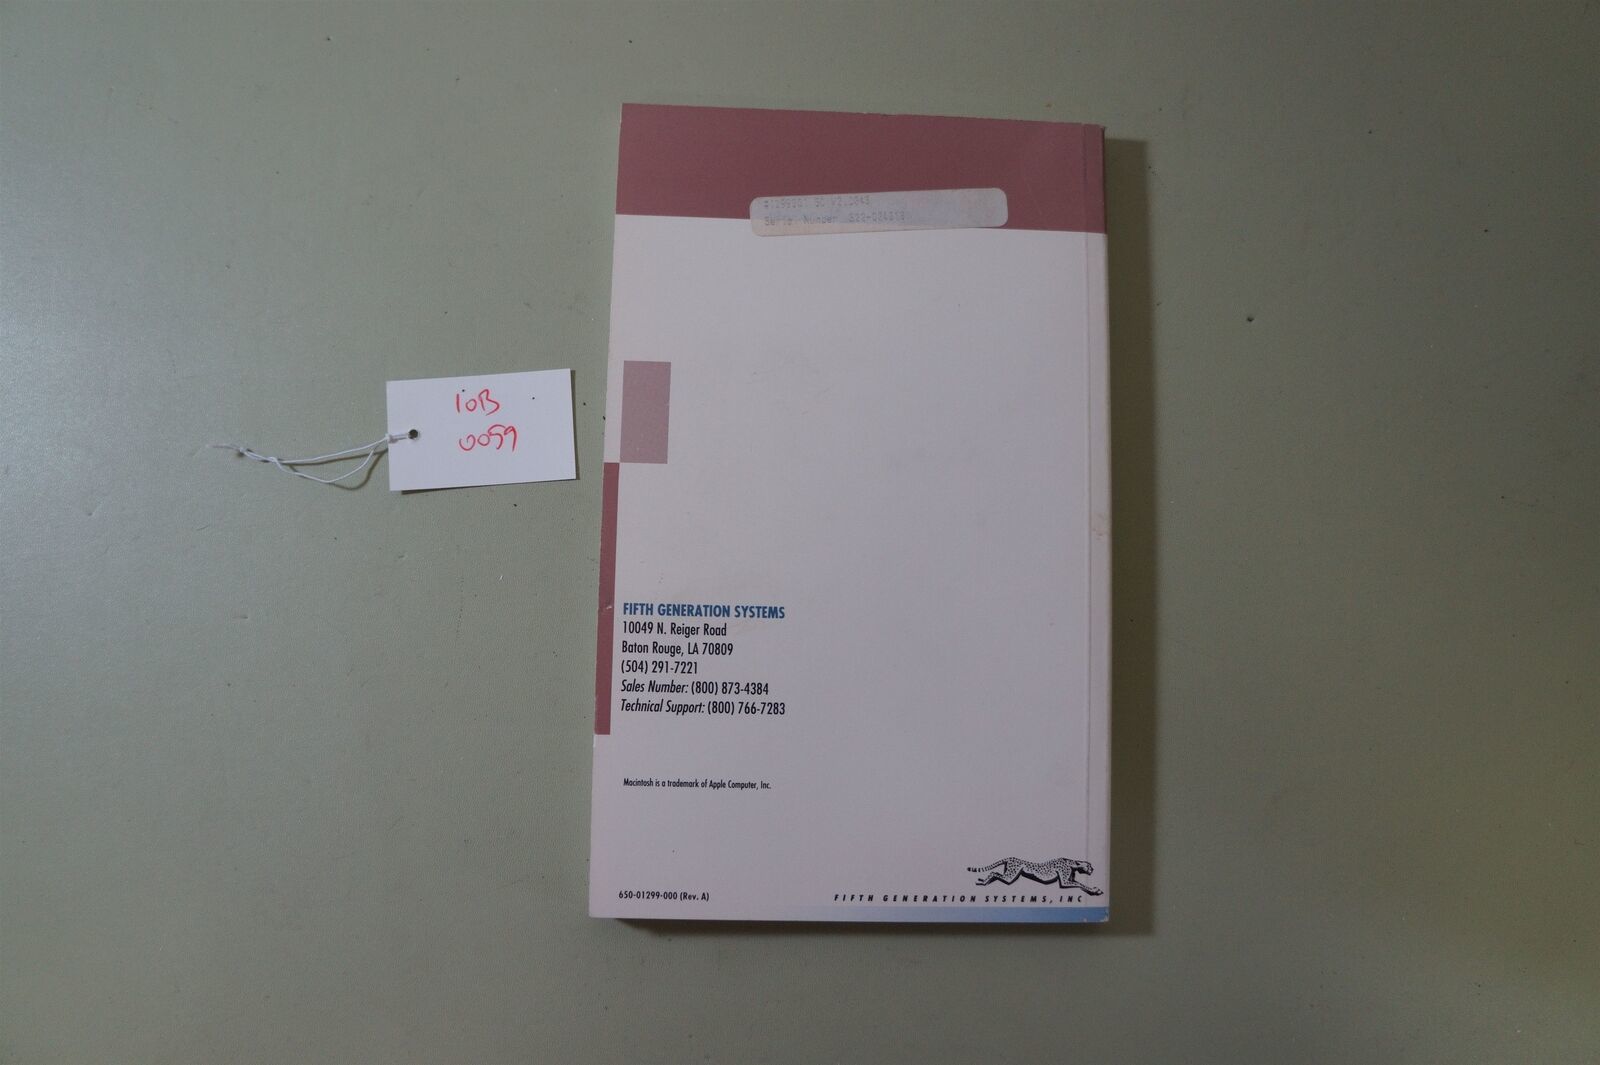 Serial Number
10B
0059
FIFTH GENERATION SYSTEMS
10049 N. Reiger Road
Baton Rouge, LA 70809
(504) 291-7221
Sales Number: (800) 873-4384
Technical Support: (800) 766-7283
Macintosh is a trademark of Apple Computer, Inc.
650-01299-000 (Rev. A)
FIFTH GENERATION SYSTEMS, INC